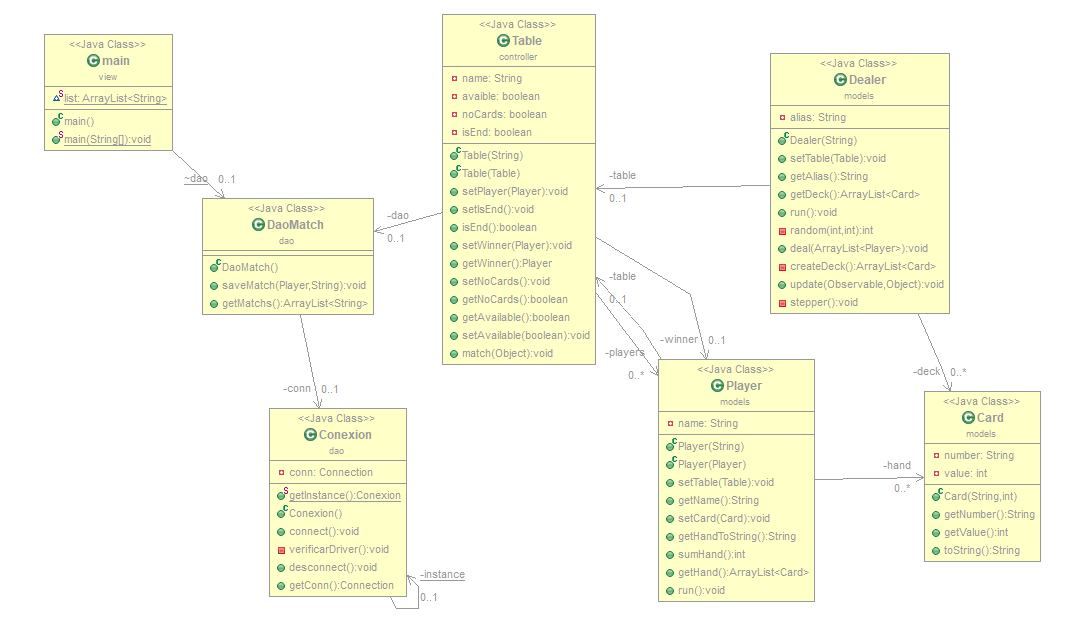 <<Java Class>>
main
view
list: ArrayList<String>
main()
main(String[]):void
~dao
0..1
<<Java Class>>
DaoMatch
dao
DaoMatch()
saveMatch(Player,String):void
getMatchs():ArrayList<String>
-conn
0..1
<<Java Class>>
Conexion
dao
conn: Connection
getInstance():Conexion
Conexion()
connect():void
verificarDriver():void
desconnect():void
getConn():Connection
-instance
0..1
<<Java Class>>
Table
controller
name: String
avaible: boolean
noCards: boolean
isEnd: boolean
Table(String)
Table(Table)
setPlayer(Player):void
setIsEnd():void
isEnd():boolean
setWinner(Player):void
getWinner():Player
setNoCards():void
getNoCards():boolean
getAvailable():boolean
setAvailable(boolean):void
match(Object):void
-dao
0..1
-table
0..1
-table
0..1
-winner
0..1
-players
0..*
<<Java Class>>
Dealer
models
alias: String
Dealer(String)
setTable(Table):void
getAlias():String
getDeck():ArrayList<Card>
run():void
random(int,int):int
deal(ArrayList<Player>):void
createDeck():ArrayList<Card>
update(Observable,Object):void
stepper():void
-deck
0..*
<<Java Class>>
Player
models
name: String
Player(String)
Player(Player)
setTable(Table):void
getName():String
setCard(Card):void
getHandToString():String
sumHand():int
getHand():ArrayList<Card>
run():void
-hand
0..*
<<Java Class>>
Card
models
number: String
value: int
Card(String,int)
getNumber():String
getValue():int
toString():String